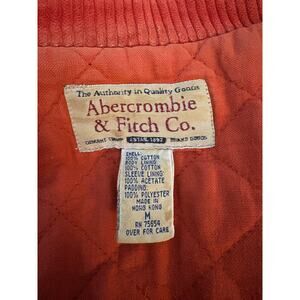 The Authority in Quality Goods
Abercrombie
& Fitch Co.
ESTAB. 1892
SHELL:
100% COTTON
BODY LINING:
100% COTTON
SLEEVE LINING:
100% ACETATE
PADDING:
100% POLYESTER
MADE IN
HONG KONG
M
RN 75654
OVER FOR CARE